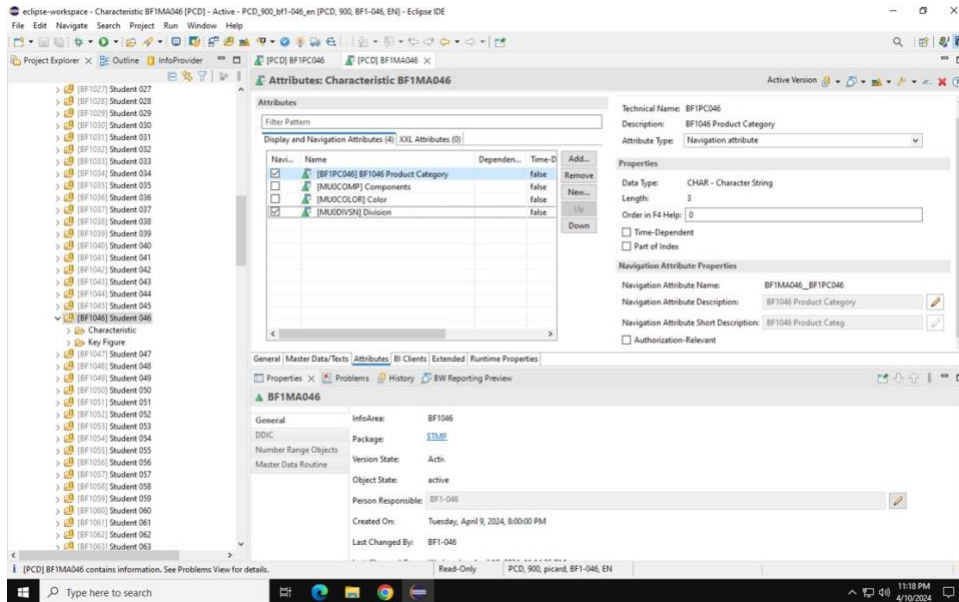 eclipse-workspace - Characteristic BF1MA046 [PCD] - Active - PCD_900_bf1-046_en [PCD, 900, BF1-046, EN] - Eclipse IDE
File Edit Navigate Search Project Run Window Help
Project Explorer Outline InfoProvider
[PCD] BF1PC046 [PCD] BF1MA046
Attributes: Characteristic BF1MA046
Active Version
[BF1027] Student 027
[BF1028] Student 028
[BF1029] Student 029
[BF1030] Student 030
[BF1031] Student 031
[BF1032] Student 032
[BF1033] Student 033
[BF1034] Student 034
[BF1035] Student 035
[BF1036] Student 036
[BF1037] Student 037
[BF1038] Student 038
[BF1039] Student 039
[BF1040] Student 040
[BF1041] Student 041
[BF1042] Student 042
[BF1043] Student 043
[BF1044] Student 044
[BF1045] Student 045
[BF1046] Student 046
Characteristic
Key Figure
[BF1047] Student 047
[BF1048] Student 048
[BF1049] Student 049
[BF1050] Student 050
[BF1051] Student 051
[BF1052] Student 052
[BF1053] Student 053
[BF1054] Student 054
[BF1055] Student 055
[BF1056] Student 056
[BF1057] Student 057
[BF1058] Student 058
[BF1059] Student 059
[BF1060] Student 060
[BF1061] Student 061
[BF1062] Student 062
[BF1063] Student 063
Attributes
Filter Pattern
Display and Navigation Attributes (4) XXL Attributes (0)
Navi... Name Dependen... Time-D
[BF1PC046] BF1046 Product Category false
[MU0COMP] Components false
[MU0COLOR] Color false
[MU0DIVSN] Division false
Add...
Remove
New...
Up
Down
Technical Name: BF1PC046
Description: BF1046 Product Category
Attribute Type: Navigation attribute
Properties
Data Type: CHAR - Character String
Length: 3
Order in F4 Help: 0
Time-Dependent
Part of Index
Navigation Attribute Properties
Navigation Attribute Name: BF1MA046__BF1PC046
Navigation Attribute Description: BF1046 Product Category
Navigation Attribute Short Description: BF1046 Product Categ
Authorization-Relevant
General Master Data/Texts Attributes BI Clients Extended Runtime Properties
Properties Problems History BW Reporting Preview
BF1MA046
General
DDIC
Number Range Objects
Master Data Routine
InfoArea: BF1046
Package: $TMP
Version State:
Object State: active
Person Responsible: BF1-046
Created On: Tuesday, April 9, 2024, 8:00:00 PM
Last Changed By: BF1-046
[PCD] BF1MA046 contains information. See Problems View for details.
Read-Only
PCD, 900, picard, BF1-046, EN
Type here to search
11:18 PM
4/10/2024